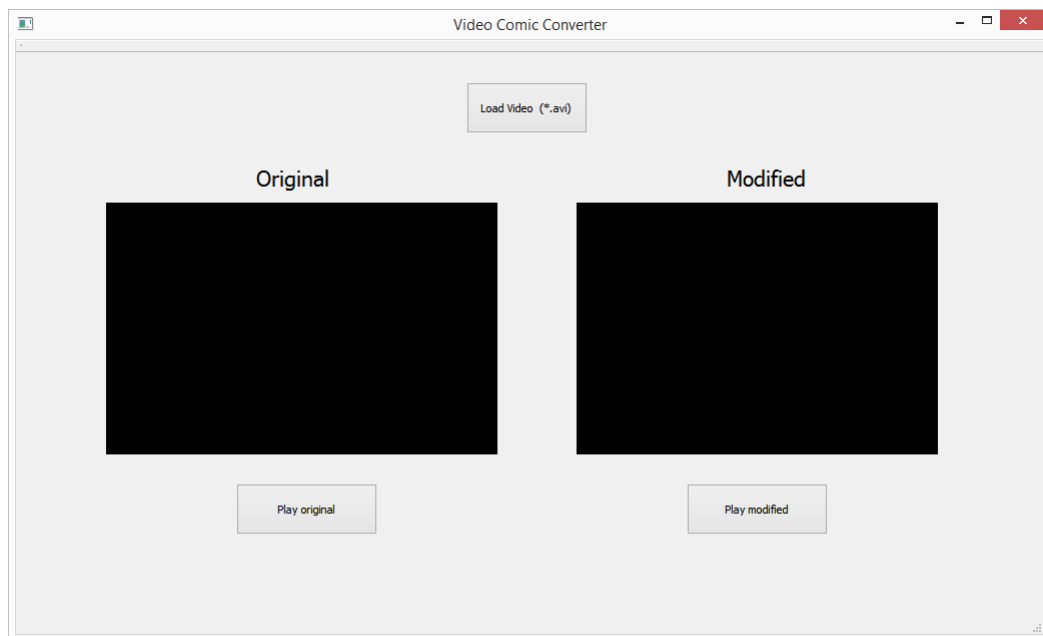 Video Comic Converter
Load Video (*.avi)
Original
Modified
Play original
Play modified